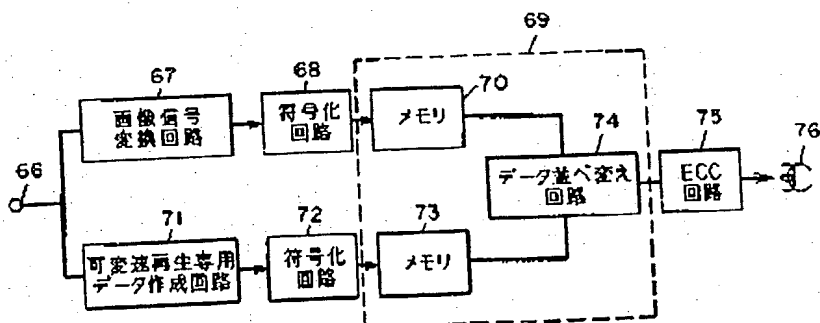 69
67
68
画像信号
変換回路
符号化
回路
メモリ
70
74
75
76
66
データ並べ変え
回路
ECC
回路
71
72
73
可変速再生専用
データ作成回路
符号化
回路
メモリ